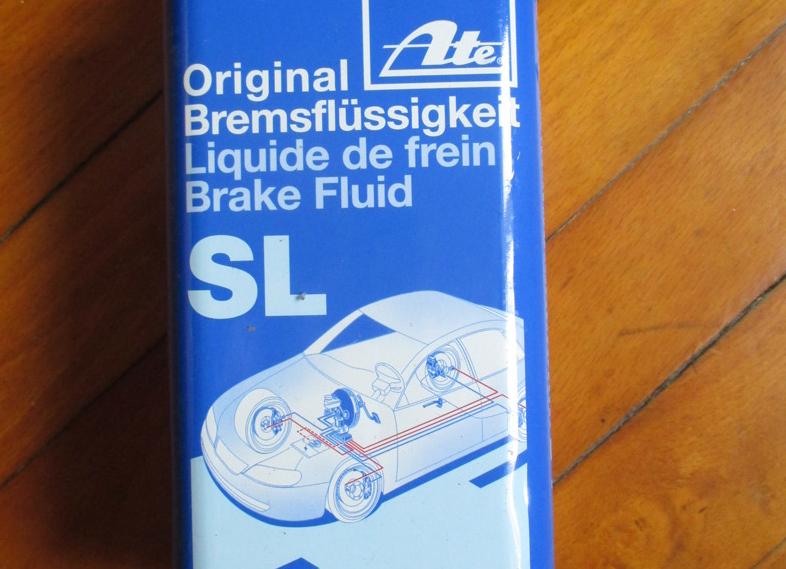 Ate
Original
Bremsflüssigkeit
Liquide de frein
Brake Fluid
SL